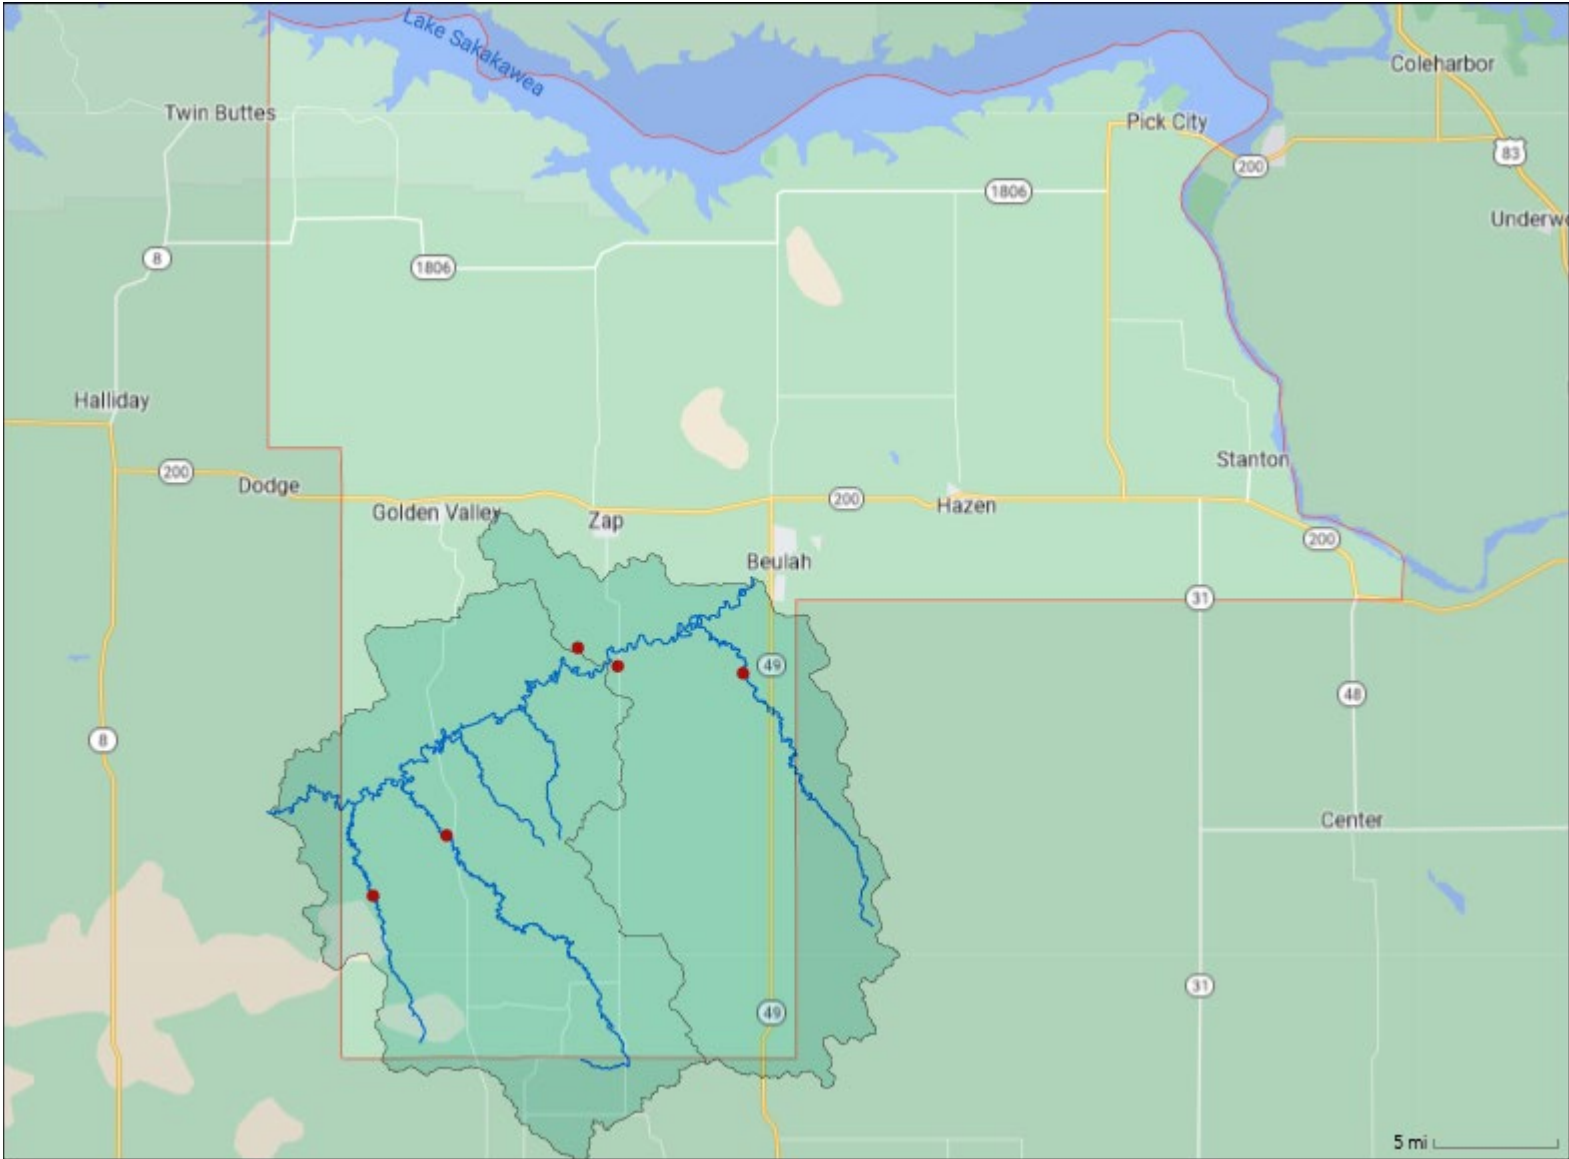 Lake Sakakawea
Coleharbor
Twin Buttes
Pick City
83
200
1806
Underwo
8
1806
Halliday
Stanton
200
Dodge
200
Hazen
Golden Valley
Zap
200
Beulah
31
49
48
8
Center
31
49
5 mi